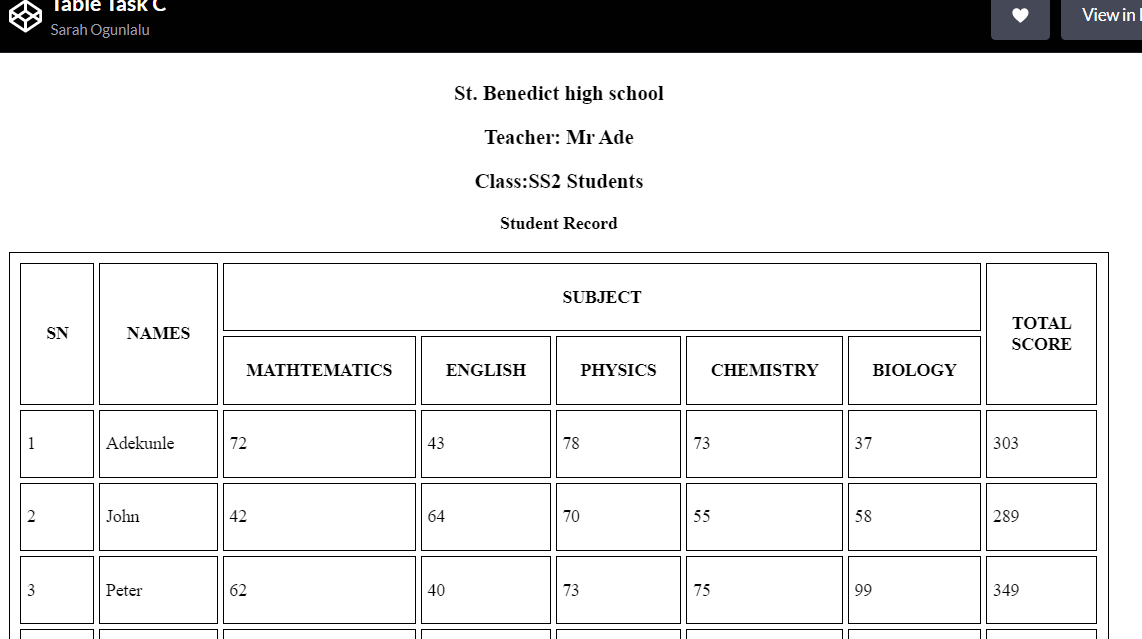 Table Task C
Sarah Ogunlalu
View in
St. Benedict high school
Teacher: Mr Ade
Class:SS2 Students
Student Record
SN NAMES SUBJECT TOTAL SCORE
MATHTEMATICS ENGLISH PHYSICS CHEMISTRY BIOLOGY
1 Adekunle 72 43 78 73 37 303
2 John 42 64 70 55 58 289
3 Peter 62 40 73 75 99 349